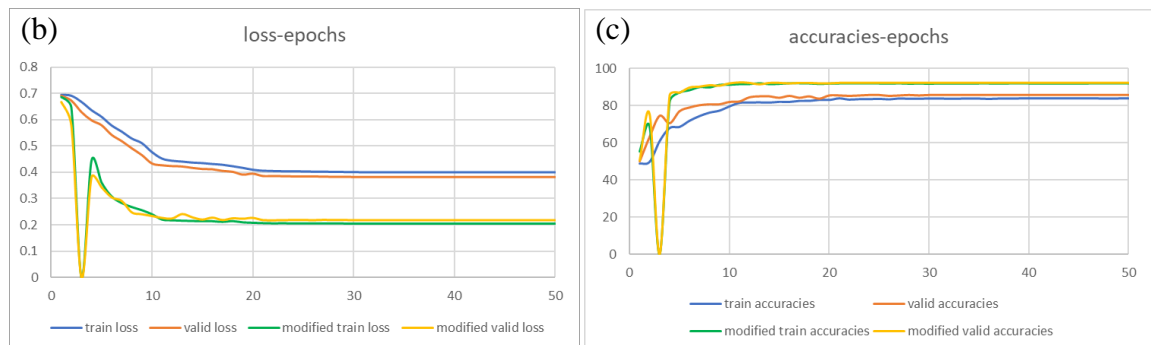 (b)
loss-epochs
0.8
0.7
0.6
0.5
0.4
0.3
0.2
0.1
0
0 10 20 30 40 50
train loss valid loss modified train loss modified valid loss
(c)
accuracies-epochs
100
80
60
40
20
0
0 10 20 30 40 50
train accuracies valid accuracies
modified train accuracies modified valid accuracies